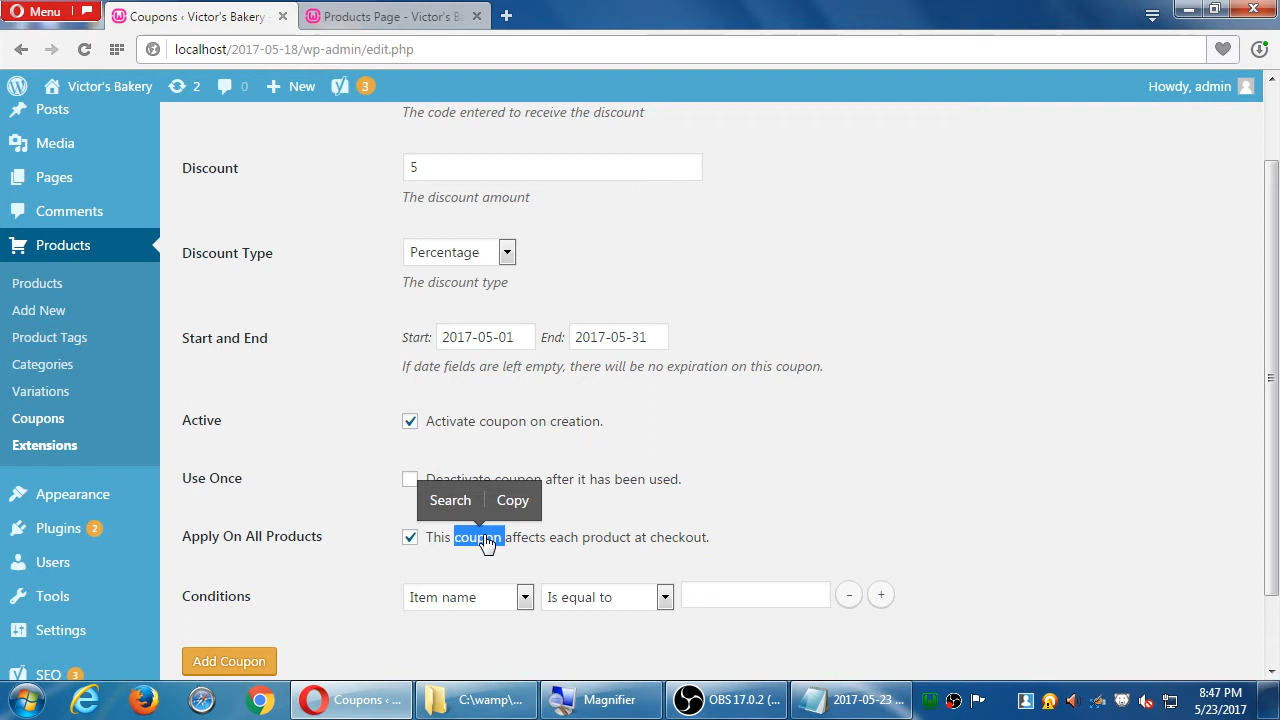 Menu
Coupons ‹ Victor's Bakery -
Products Page - Victor's B
localhost/2017-05-18/wp-admin/edit.php
Victor's Bakery 2 0 New 3 Howdy, admin
Posts
Media
Pages
Comments
Products
Products
Add New
Product Tags
Categories
Variations
Coupons
Extensions
Appearance
Plugins 2
Users
Tools
Settings
SEO 3
The code entered to receive the discount
Discount 5
The discount amount
Discount Type Percentage
The discount type
Start and End Start: 2017-05-01 End: 2017-05-31
If date fields are left empty, there will be no expiration on this coupon.
Active Activate coupon on creation.
Use Once Deactivate coupon after it has been used.
Search Copy
Apply On All Products This coupon affects each product at checkout.
Conditions Item name Is equal to - +
Add Coupon
Coupons ‹ ... C:\wamp\... Magnifier OBS 17.0.2 (... 2017-05-23 ...
8:47 PM
5/23/2017